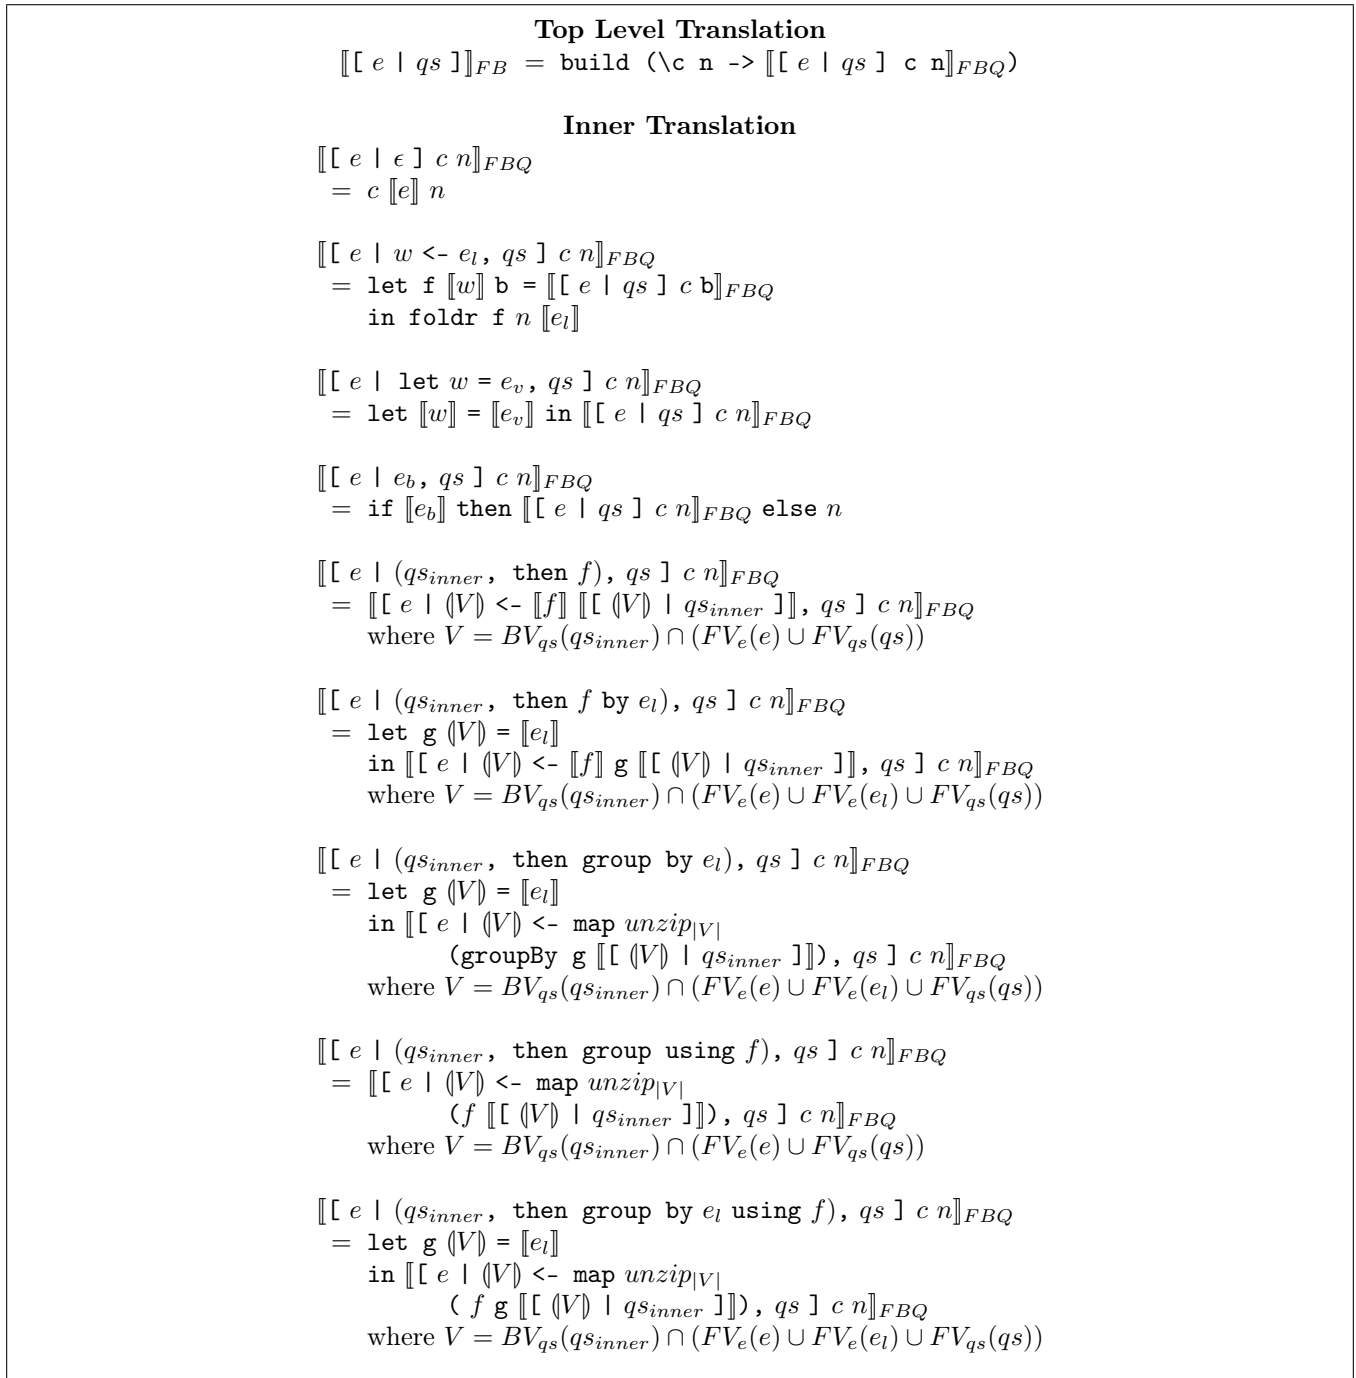 Top Level Translation
⟦[ e | qs ]⟧FB = build (\c n -> ⟦[ e | qs ] c n⟧FBQ)
Inner Translation
⟦[ e | ϵ ] c n⟧FBQ
= c ⟦e⟧ n
⟦[ e | w <- el, qs ] c n⟧FBQ
= let f ⟦w⟧ b = ⟦[ e | qs ] c b⟧FBQ
in foldr f n ⟦el⟧
⟦[ e | let w = ev, qs ] c n⟧FBQ
= let ⟦w⟧ = ⟦ev⟧ in ⟦[ e | qs ] c n⟧FBQ
⟦[ e | eb, qs ] c n⟧FBQ
= if ⟦eb⟧ then ⟦[ e | qs ] c n⟧FBQ else n
⟦[ e | (qsinner, then f), qs ] c n⟧FBQ
= ⟦[ e | ⦇V⦈ <- ⟦f⟧ ⟦[ ⦇V⦈ | qsinner ]⟧, qs ] c n⟧FBQ
where V = BVqs(qsinner) ∩ (FVe(e) ∪ FVqs(qs))
⟦[ e | (qsinner, then f by el), qs ] c n⟧FBQ
= let g ⦇V⦈ = ⟦el⟧
in ⟦[ e | ⦇V⦈ <- ⟦f⟧ g ⟦[ ⦇V⦈ | qsinner ]⟧, qs ] c n⟧FBQ
where V = BVqs(qsinner) ∩ (FVe(e) ∪ FVe(el) ∪ FVqs(qs))
⟦[ e | (qsinner, then group by el), qs ] c n⟧FBQ
= let g ⦇V⦈ = ⟦el⟧
in ⟦[ e | ⦇V⦈ <- map unzip|V|
(groupBy g ⟦[ ⦇V⦈ | qsinner ]⟧), qs ] c n⟧FBQ
where V = BVqs(qsinner) ∩ (FVe(e) ∪ FVe(el) ∪ FVqs(qs))
⟦[ e | (qsinner, then group using f), qs ] c n⟧FBQ
= ⟦[ e | ⦇V⦈ <- map unzip|V|
(f ⟦[ ⦇V⦈ | qsinner ]⟧), qs ] c n⟧FBQ
where V = BVqs(qsinner) ∩ (FVe(e) ∪ FVqs(qs))
⟦[ e | (qsinner, then group by el using f), qs ] c n⟧FBQ
= let g ⦇V⦈ = ⟦el⟧
in ⟦[ e | ⦇V⦈ <- map unzip|V|
( f g ⟦[ ⦇V⦈ | qsinner ]⟧), qs ] c n⟧FBQ
where V = BVqs(qsinner) ∩ (FVe(e) ∪ FVe(el) ∪ FVqs(qs))